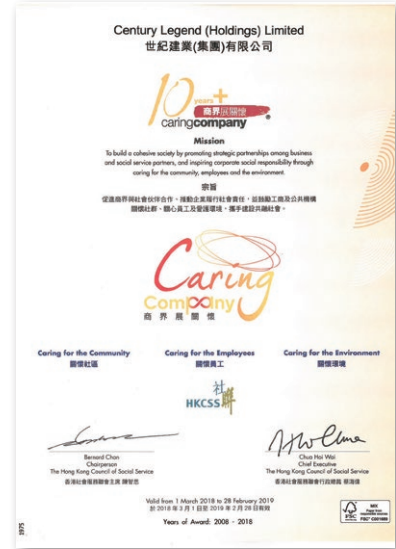 Century Legend (Holdings) Limited
世紀建業(集團)有限公司
10 years +
商界展關懷
caringcompany
Mission
To build a cohesive society by promoting strategic partnerships among business
and social service partners, and inspiring corporate social responsibility through
caring for the community, employees and the environment.
宗旨
促進商界與社會伙伴合作,推動企業履行社會責任,並鼓勵工商及公共機構
關懷社群、關心員工及愛護環境,攜手建設共融社會。
Caring
Company
商界展關懷
Caring for the Community Caring for the Employees Caring for the Environment
關懷社區 關懷員工 關懷環境
社聯
HKCSS
Bernard Chan Chua Hoi Wai
Chairperson Chief Executive
The Hong Kong Council of Social Service The Hong Kong Council of Social Service
香港社會服務聯會主席 陳智思 香港社會服務聯會行政總裁 蔡海偉
Valid from 1 March 2018 to 28 February 2019
於 2018 年 3 月 1 日至 2019 年 2 月 28 日有效
Years of Award: 2008 - 2018
1975
FSC
MIX
Paper from
responsible sources